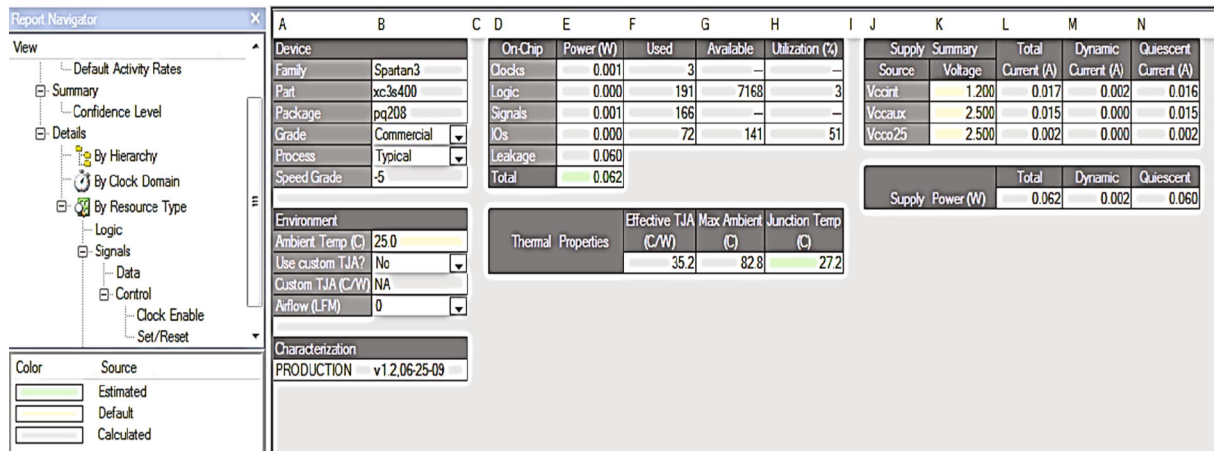 Report Navigator X
View
Default Activity Rates
Summary
Confidence Level
Details
By Hierarchy
By Clock Domain
By Resource Type
Logic
Signals
Data
Control
Clock Enable
Set/Reset
Color Source
Estimated
Default
Calculated
A B C D E F G H I J K L M N
Device
Family Spartan3
Part xc3s400
Package pq208
Grade Commercial
Process Typical
Speed Grade -5
Environment
Ambient Temp (C) 25.0
Use custom TJA? No
Custom TJA (C/W) NA
Airflow (LFM) 0
Characterization
PRODUCTION v1.2,06-25-09
On-Chip Power (W) Used Available Utilization (%)
Clocks 0.001 3 --- ---
Logic 0.000 191 7168 3
Signals 0.001 166 --- ---
IOs 0.000 72 141 51
Leakage 0.060
Total 0.062
Effective TJA Max Ambient Junction Temp
Thermal Properties (C/W) (C) (C)
35.2 82.8 27.2
Supply Summary Total Dynamic Quiescent
Source Voltage Current (A) Current (A) Current (A)
Vccint 1.200 0.017 0.002 0.016
Vccaux 2.500 0.015 0.000 0.015
Vcco25 2.500 0.002 0.000 0.002
Total Dynamic Quiescent
Supply Power (W) 0.062 0.002 0.060